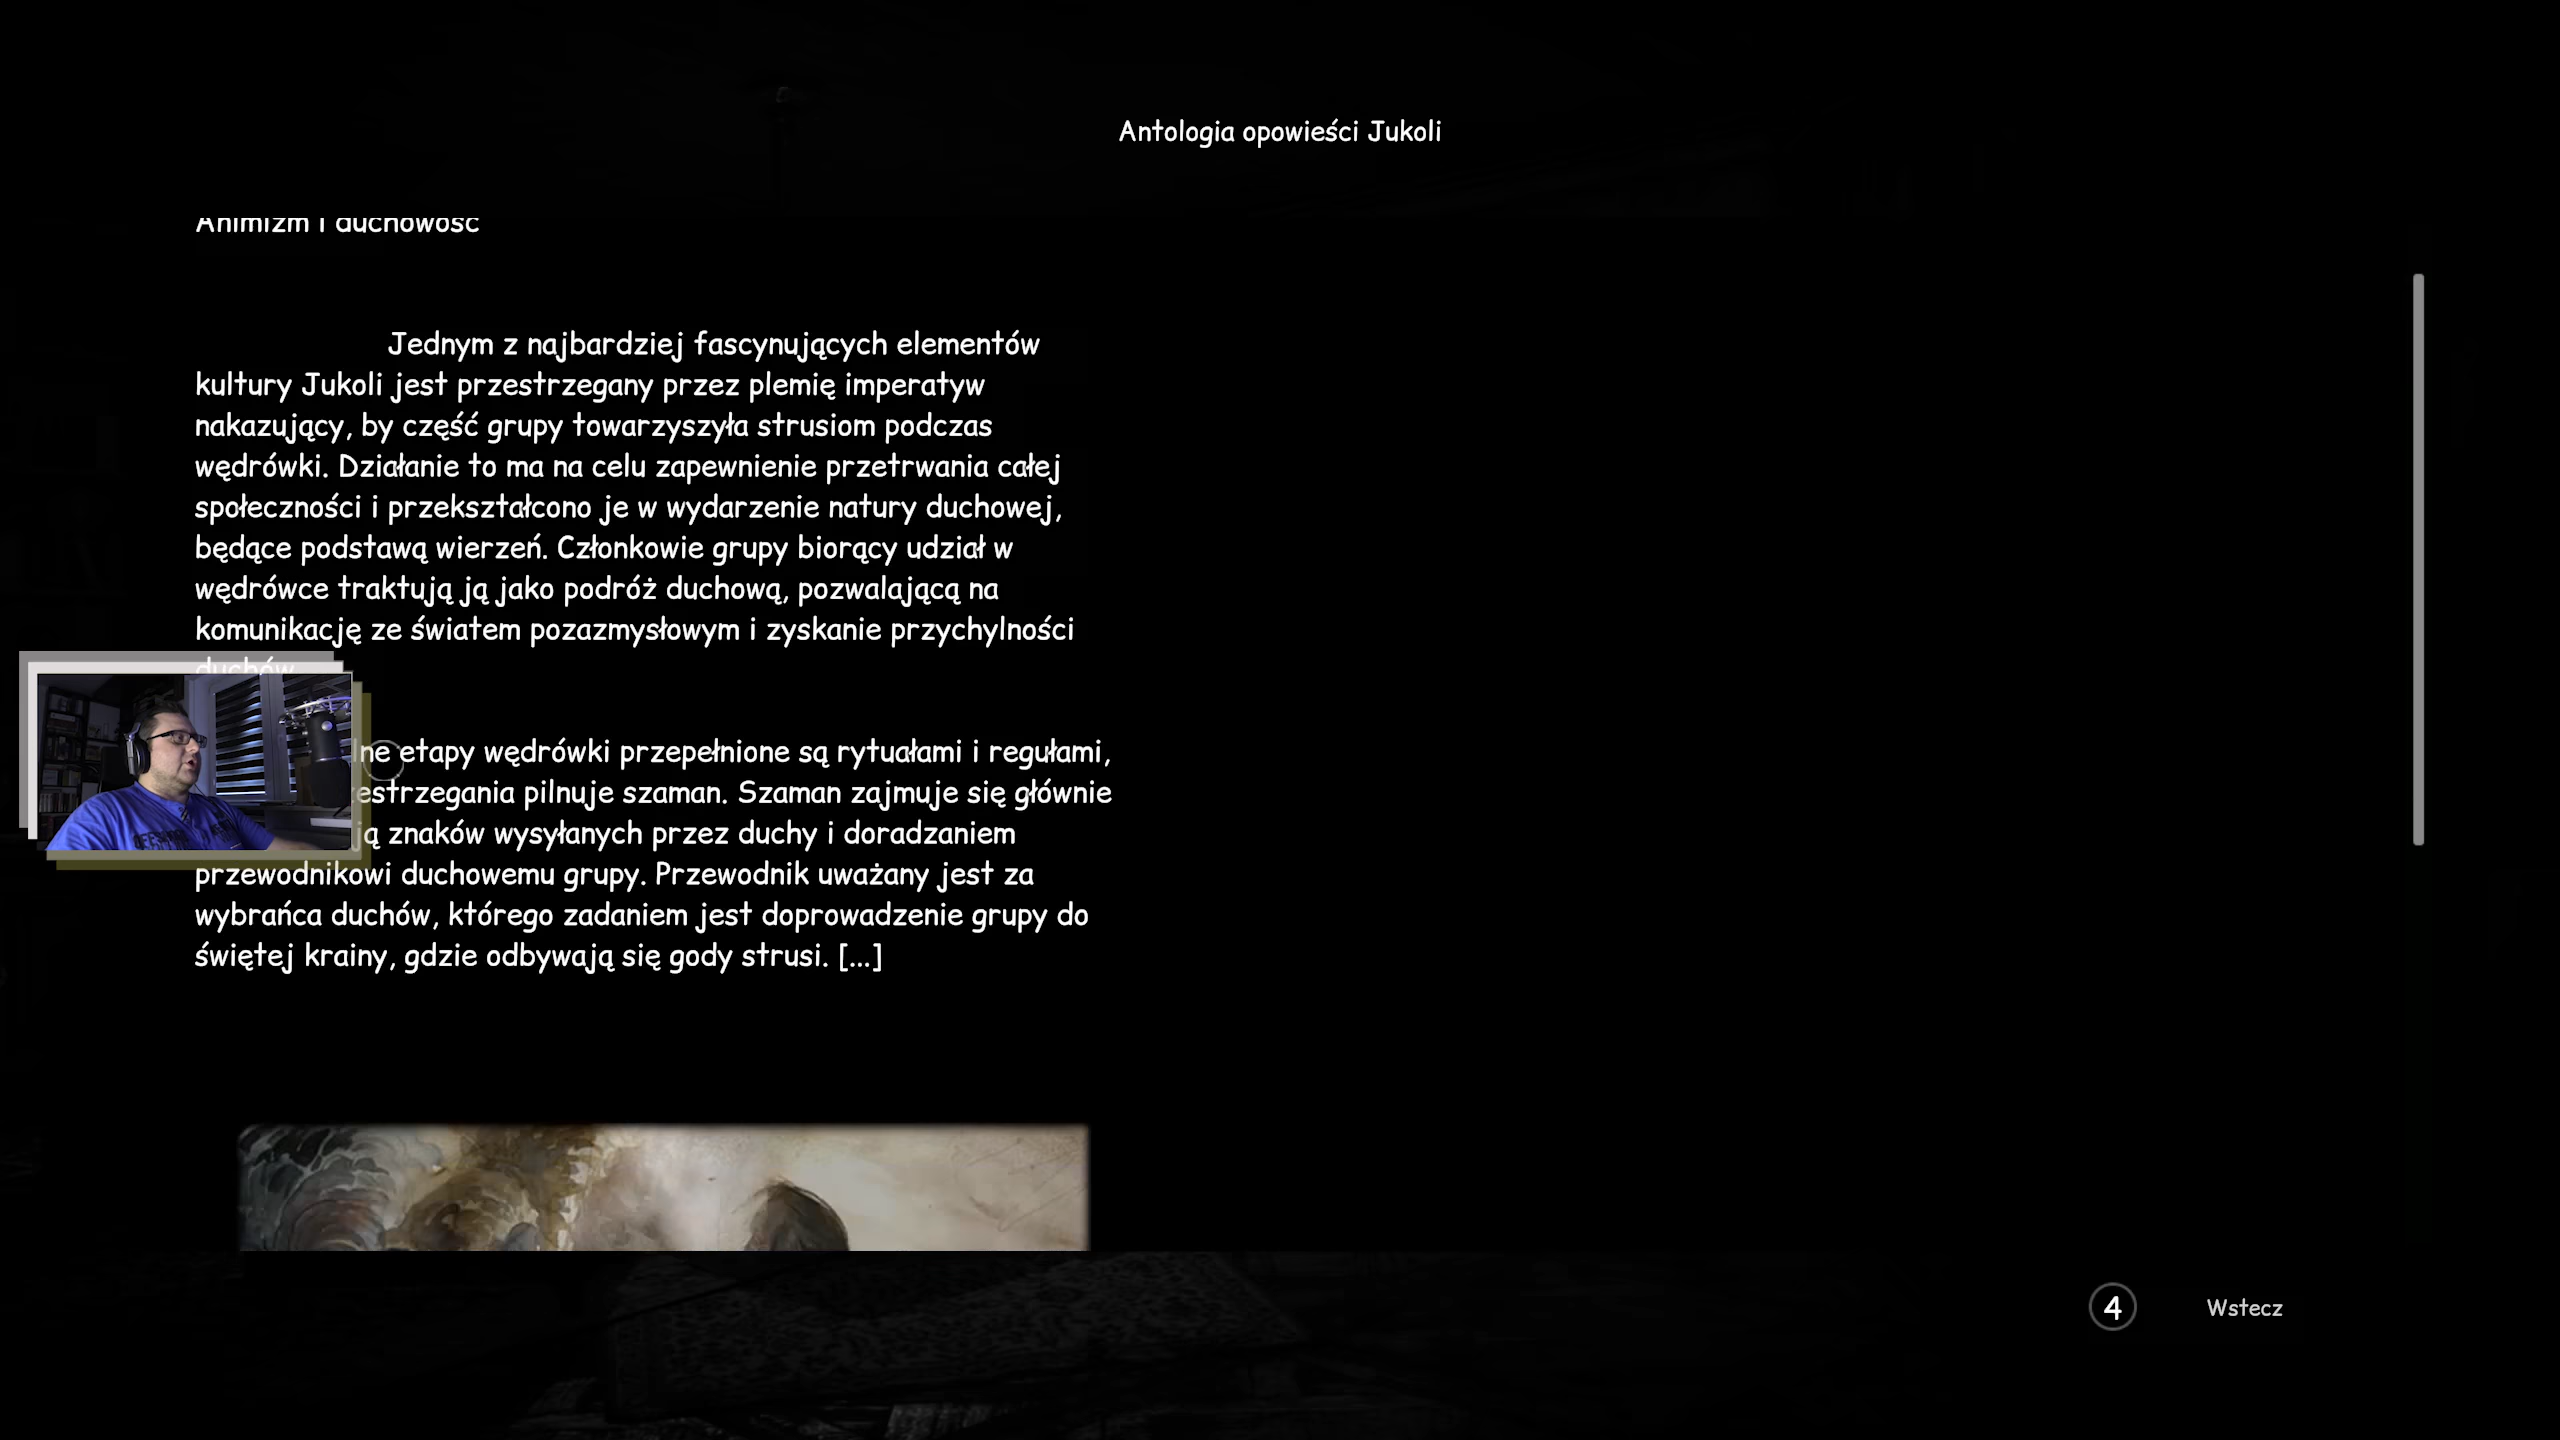 Antologia opowieści Jukoli
Animizm i duchowość
Jednym z najbardziej fascynujących elementów
kultury Jukoli jest przestrzegany przez plemię imperatyw
nakazujący, by część grupy towarzyszyła strusiom podczas
wędrówki. Działanie to ma na celu zapewnienie przetrwania całej
społeczności i przekształcono je w wydarzenie natury duchowej,
będące podstawą wierzeń. Członkowie grupy biorący udział w
wędrówce traktują ją jako podróż duchową, pozwalającą na
komunikację ze światem pozazmysłowym i zyskanie przychylności
duchów
etapy wędrówki przepełnione są rytuałami i regułami,
pilnuje szaman. Szaman zajmuje się głównie
znaków wysyłanych przez duchy i doradzaniem
przewodnikowi duchowemu grupy. Przewodnik uważany jest za
wybrańca duchów, którego zadaniem jest doprowadzenie grupy do
świętej krainy, gdzie odbywają się gody strusi. [...]
4 Wstecz